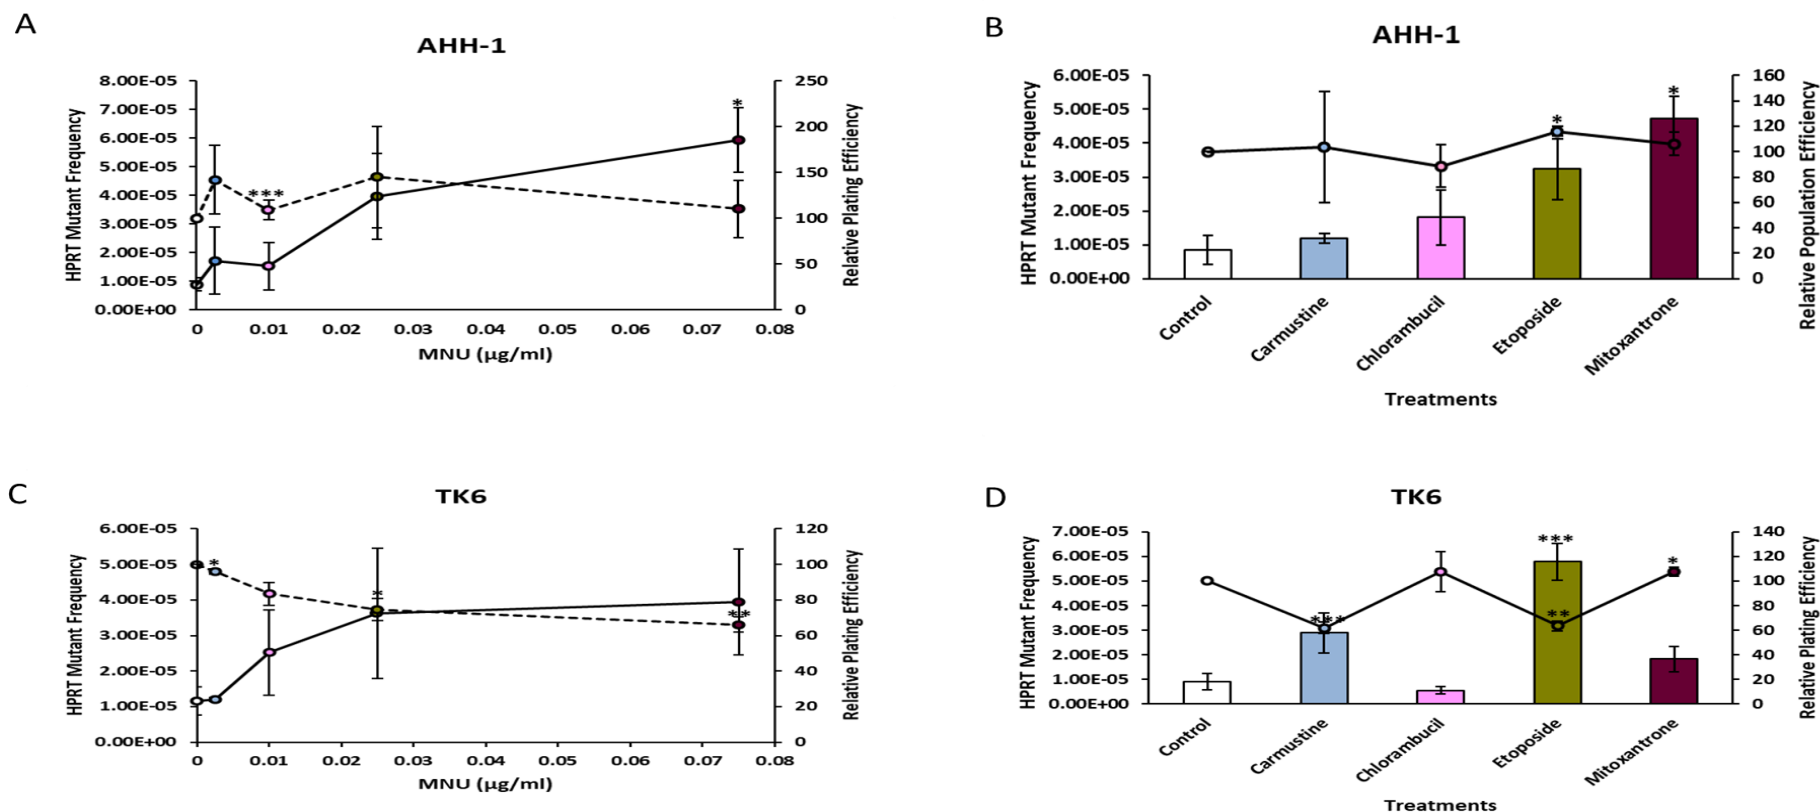 A
AHH-1
HPRT Mutant Frequency
8.00E-05
7.00E-05
6.00E-05
5.00E-05
4.00E-05
3.00E-05
2.00E-05
1.00E-05
0.00E+00
250
200
150
100
50
0
Relative Plating Efficiency
***
*
0 0.01 0.02 0.03 0.04 0.05 0.06 0.07 0.08
MNU (µg/ml)
B
AHH-1
HPRT Mutant Frequency
6.00E-05
5.00E-05
4.00E-05
3.00E-05
2.00E-05
1.00E-05
0.00E+00
160
140
120
100
80
60
40
20
0
Relative Population Efficiency
*
*
Control
Carmustine
Chlorambucil
Etoposide
Mitoxantrone
Treatments
C
TK6
HPRT Mutant Frequency
6.00E-05
5.00E-05
4.00E-05
3.00E-05
2.00E-05
1.00E-05
0.00E+00
120
100
80
60
40
20
0
Relative Plating Efficiency
*
*
**
0 0.01 0.02 0.03 0.04 0.05 0.06 0.07 0.08
MNU (µg/ml)
D
TK6
HPRT Mutant Frequency
7.00E-05
6.00E-05
5.00E-05
4.00E-05
3.00E-05
2.00E-05
1.00E-05
0.00E+00
140
120
100
80
60
40
20
0
Relative Plating Efficiency
***
***
**
*
Control
Carmustine
Chlorambucil
Etoposide
Mitoxantrone
Treatments